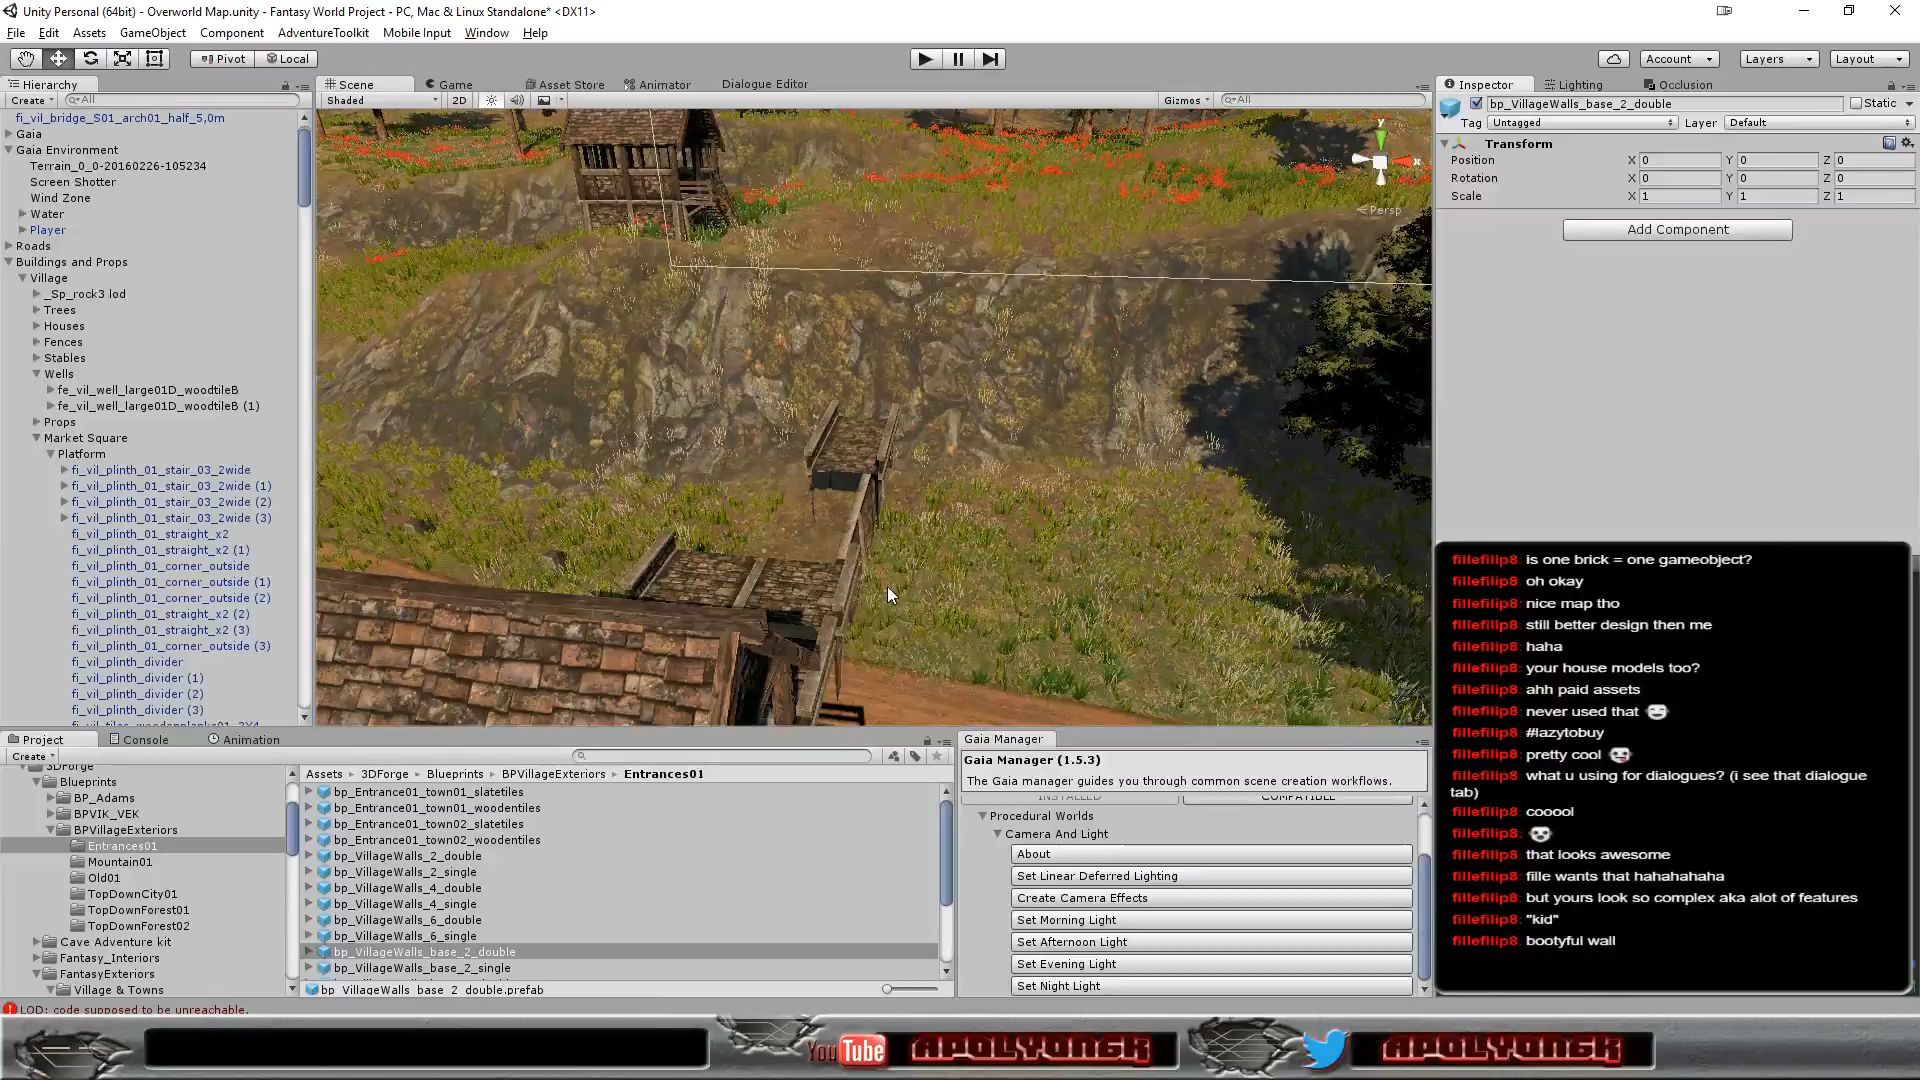 Unity Personal (64bit) - Overworld Map.unity - Fantasy World Project - PC, Mac & Linux Standalone* <DX11>
File Edit Assets GameObject Component AdventureToolkit Mobile Input Window Help
Pivot Local Account Layers Layout
Hierarchy
Create All
fi_vil_bridge_S01_arch01_half_5,0m
Gaia
Gaia Environment
Terrain_0_0-20160226-105234
Screen Shotter
Wind Zone
Water
Player
Roads
Buildings and Props
Village
_Sp_rock3 lod
Trees
Houses
Fences
Stables
Wells
fe_vil_well_large01D_woodtileB
fe_vil_well_large01D_woodtileB (1)
Props
Market Square
Platform
fi_vil_plinth_01_stair_03_2wide
fi_vil_plinth_01_stair_03_2wide (1)
fi_vil_plinth_01_stair_03_2wide (2)
fi_vil_plinth_01_stair_03_2wide (3)
fi_vil_plinth_01_straight_x2
fi_vil_plinth_01_straight_x2 (1)
fi_vil_plinth_01_corner_outside
fi_vil_plinth_01_corner_outside (1)
fi_vil_plinth_01_corner_outside (2)
fi_vil_plinth_01_straight_x2 (2)
fi_vil_plinth_01_straight_x2 (3)
fi_vil_plinth_01_corner_outside (3)
fi_vil_plinth_divider
fi_vil_plinth_divider (1)
fi_vil_plinth_divider (2)
fi_vil_plinth_divider (3)
Scene Game Asset Store Animator Dialogue Editor
Shaded 2D Gizmos All
y
x
Persp
Inspector Lighting Occlusion
bp_VillageWalls_base_2_double Static
Tag Untagged Layer Default
Transform
Position X 0 Y 0 Z 0
Rotation X 0 Y 0 Z 0
Scale X 1 Y 1 Z 1
Add Component
fillefilip8: is one brick = one gameobject?
fillefilip8: oh okay
fillefilip8: nice map tho
fillefilip8: still better design then me
fillefilip8: haha
fillefilip8: your house models too?
fillefilip8: ahh paid assets
fillefilip8: never used that
fillefilip8: #lazytobuy
fillefilip8: pretty cool
fillefilip8: what u using for dialogues? (i see that dialogue
tab)
fillefilip8: cooool
fillefilip8:
fillefilip8: that looks awesome
fillefilip8: fille wants that hahahahaha
fillefilip8: but yours look so complex aka alot of features
fillefilip8: "kid"
fillefilip8: bootyful wall
Project Console Animation
Create
3DForge
Blueprints
BP_Adams
BPVIK_VEK
BPVillageExteriors
Entrances01
Mountain01
Old01
TopDownCity01
TopDownForest01
TopDownForest02
Cave Adventure kit
Fantasy_Interiors
FantasyExteriors
Village & Towns
Assets 3DForge Blueprints BPVillageExteriors Entrances01
bp_Entrance01_town01_slatetiles
bp_Entrance01_town01_woodentiles
bp_Entrance01_town02_slatetiles
bp_Entrance01_town02_woodentiles
bp_VillageWalls_2_double
bp_VillageWalls_2_single
bp_VillageWalls_4_double
bp_VillageWalls_4_single
bp_VillageWalls_6_double
bp_VillageWalls_6_single
bp_VillageWalls_base_2_double
bp_VillageWalls_base_2_single
bp_VillageWalls_base_2_double.prefab
Gaia Manager
Gaia Manager (1.5.3)
The Gaia manager guides you through common scene creation workflows.
INSTALLED COMPATIBLE
Procedural Worlds
Camera And Light
About
Set Linear Deferred Lighting
Create Camera Effects
Set Morning Light
Set Afternoon Light
Set Evening Light
Set Night Light
LOD: code supposed to be unreachable.
YouTube APOLYONGK APOLYONGK